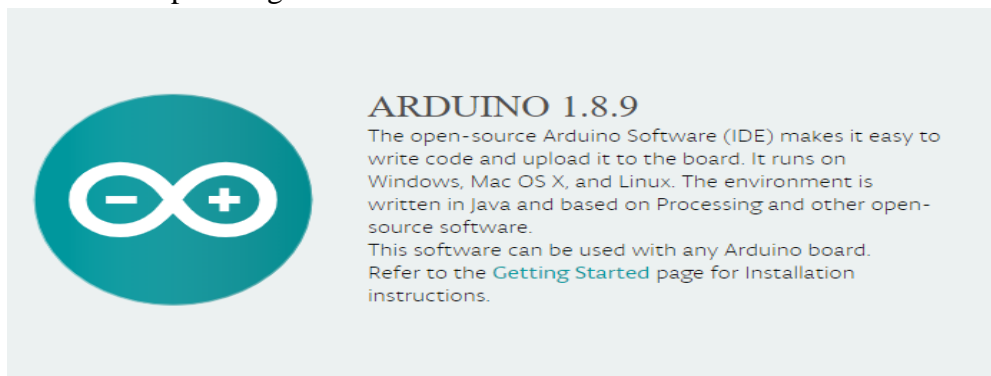 ARDUINO 1.8.9
The open-source Arduino Software (IDE) makes it easy to
write code and upload it to the board. It runs on
Windows, Mac OS X, and Linux. The environment is
written in Java and based on Processing and other open-
source software.
This software can be used with any Arduino board.
Refer to the Getting Started page for Installation
instructions.